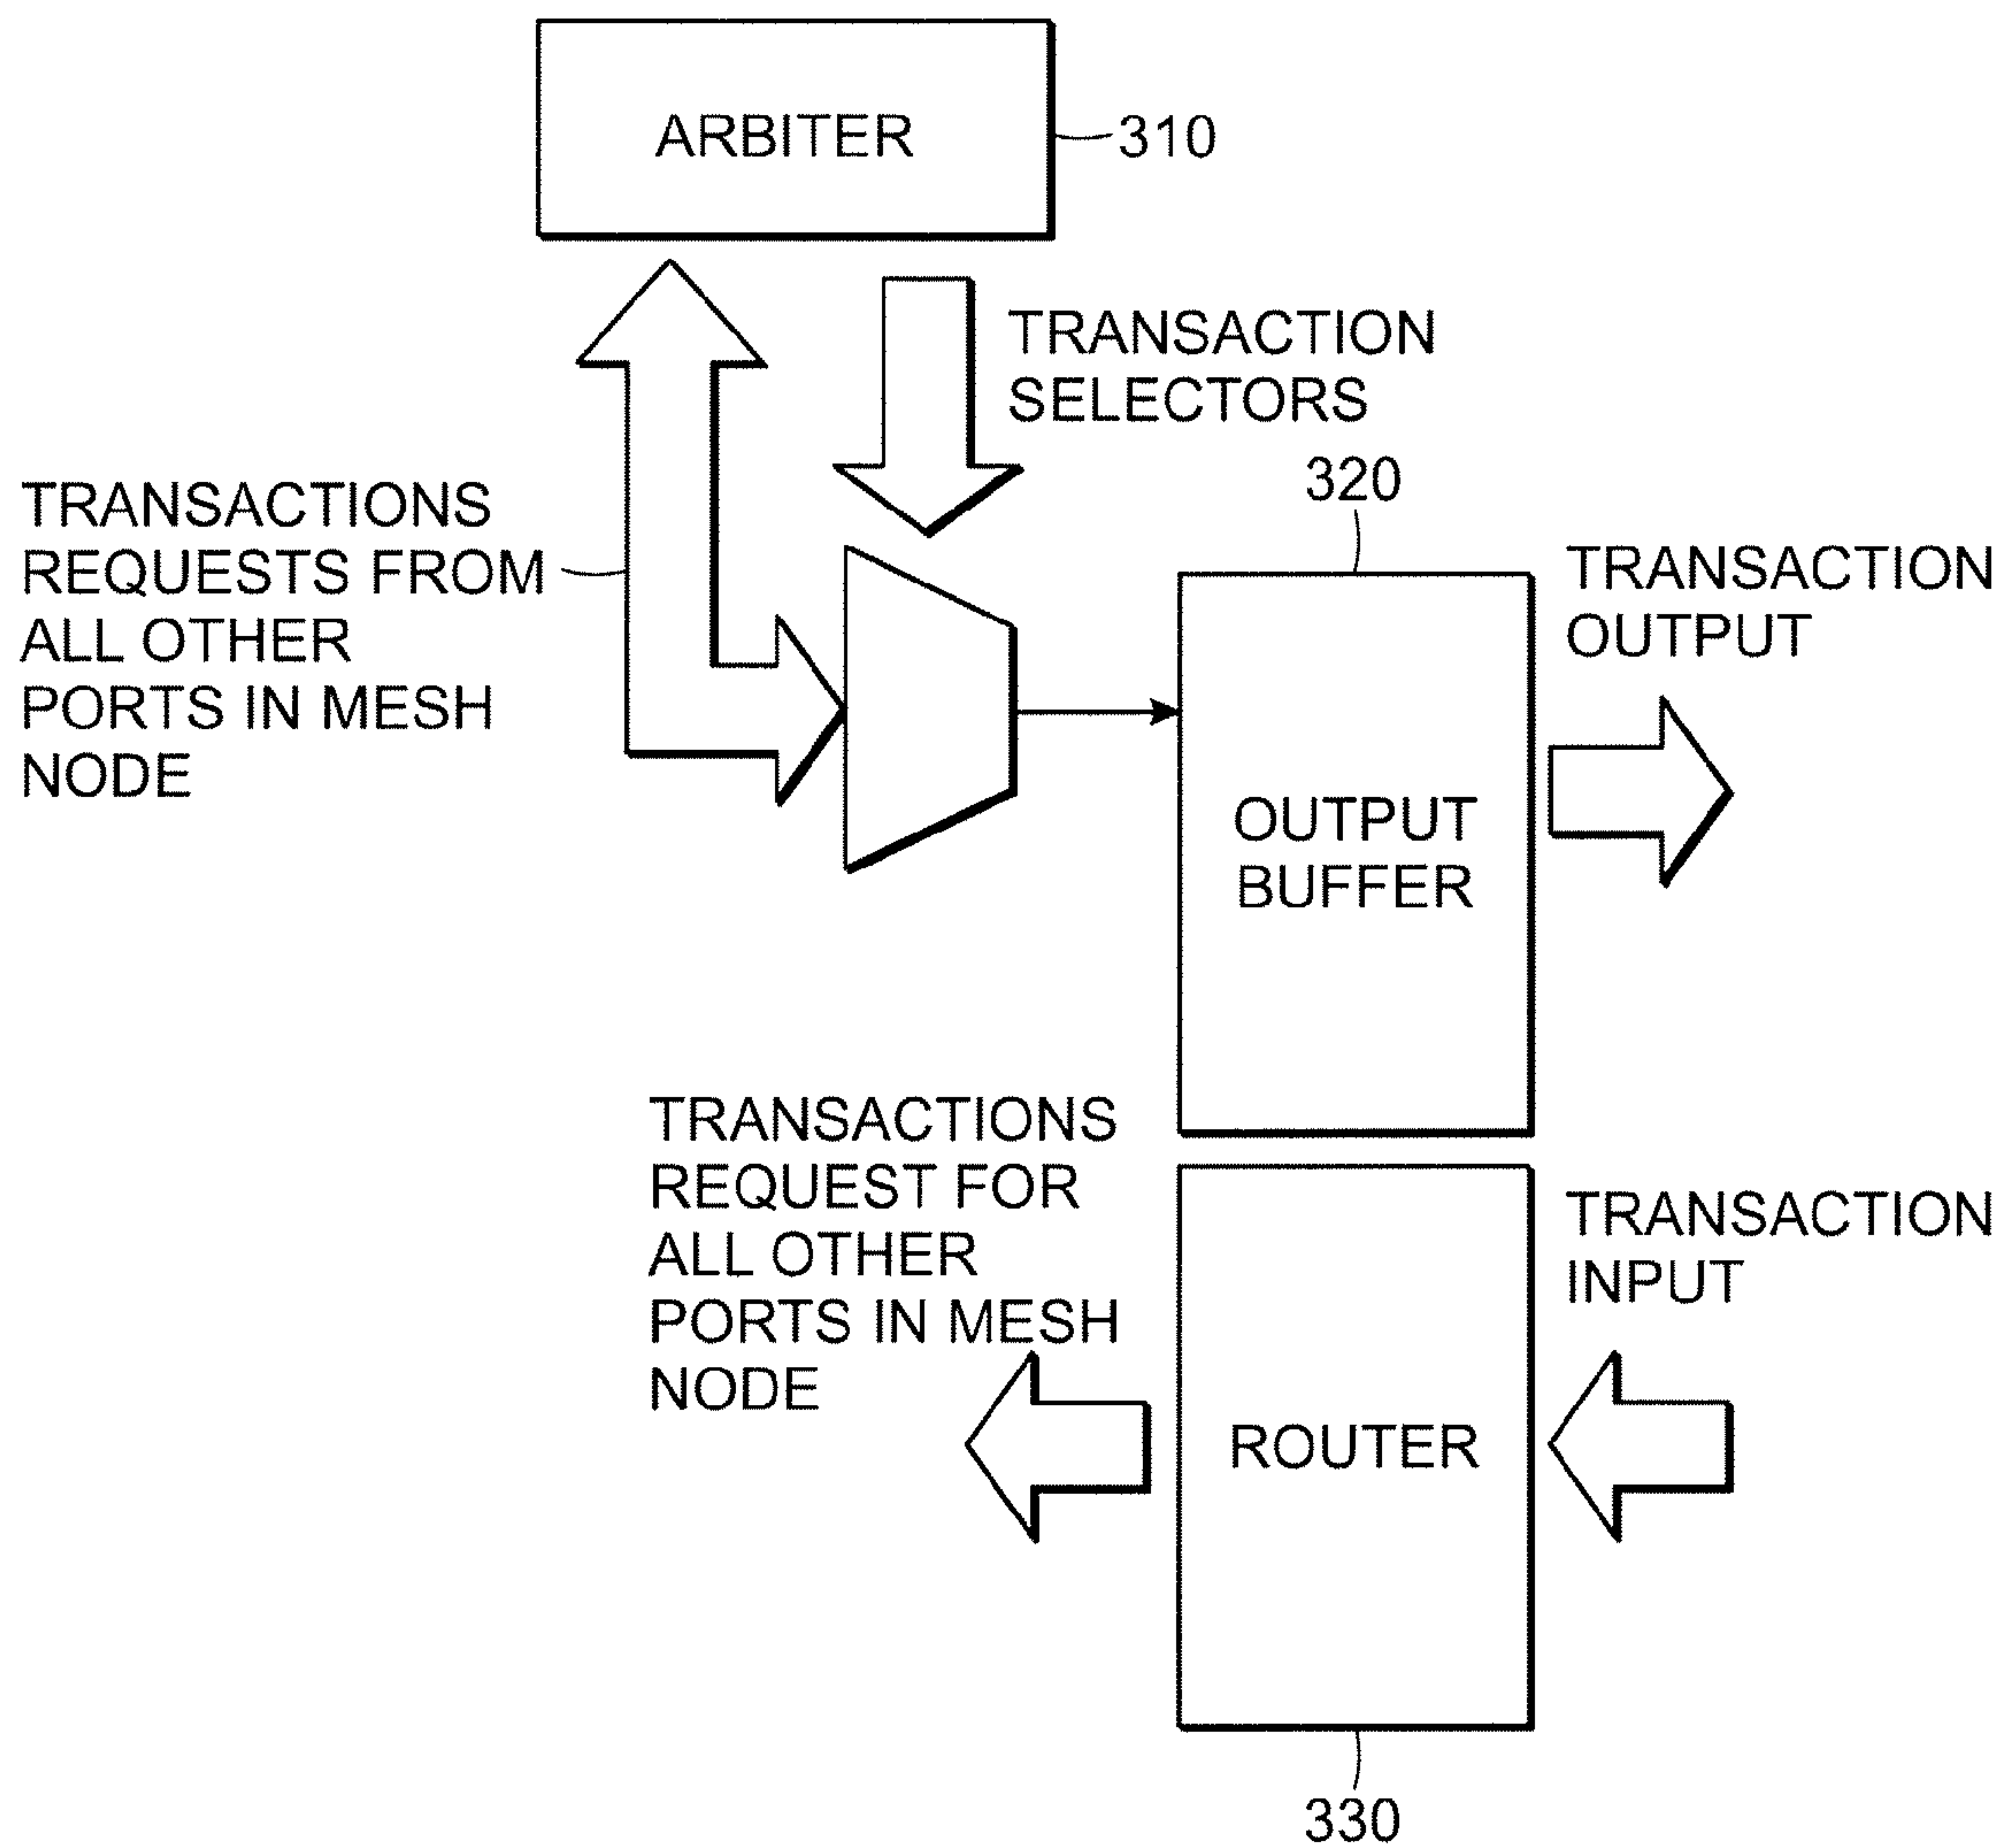 ARBITER
310
TRANSACTION
SELECTORS
320
TRANSACTIONS
REQUESTS FROM
ALL OTHER
PORTS IN MESH
NODE
TRANSACTION
OUTPUT
OUTPUT
BUFFER
TRANSACTIONS
REQUEST FOR
ALL OTHER
PORTS IN MESH
NODE
TRANSACTION
INPUT
ROUTER
330